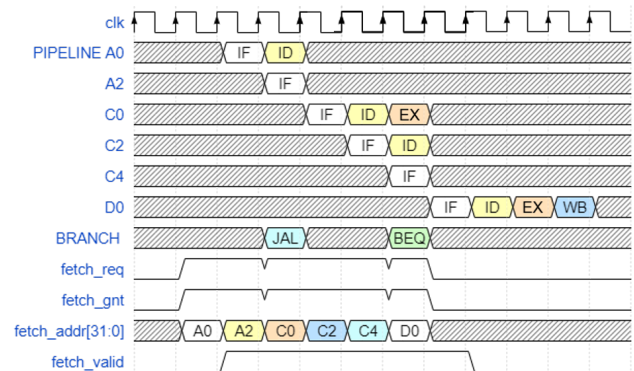 clk
PIPELINE A0 IF ID
A2 IF
C0 IF ID EX
C2 IF ID
C4 IF
D0 IF ID EX WB
BRANCH JAL BEQ
fetch_req
fetch_gnt
fetch_addr[31:0] A0 A2 C0 C2 C4 D0
fetch_valid